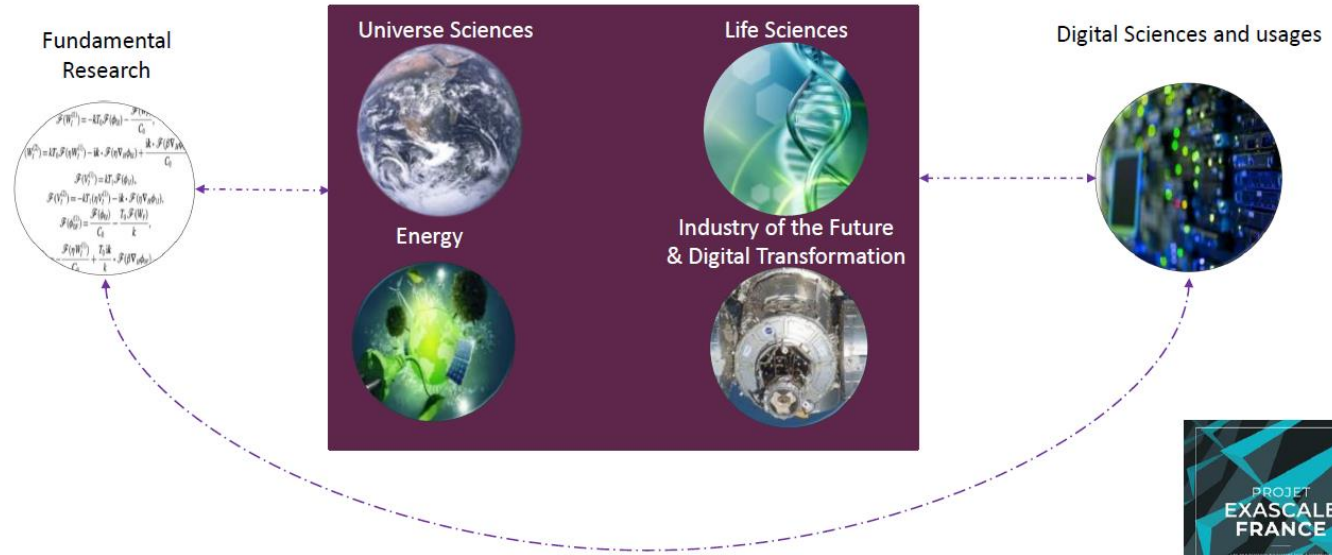 Fundamental
Research
Universe Sciences
Life Sciences
Digital Sciences and usages
Energy
Industry of the Future
& Digital Transformation
PROJET
EXASCALE
FRANCE